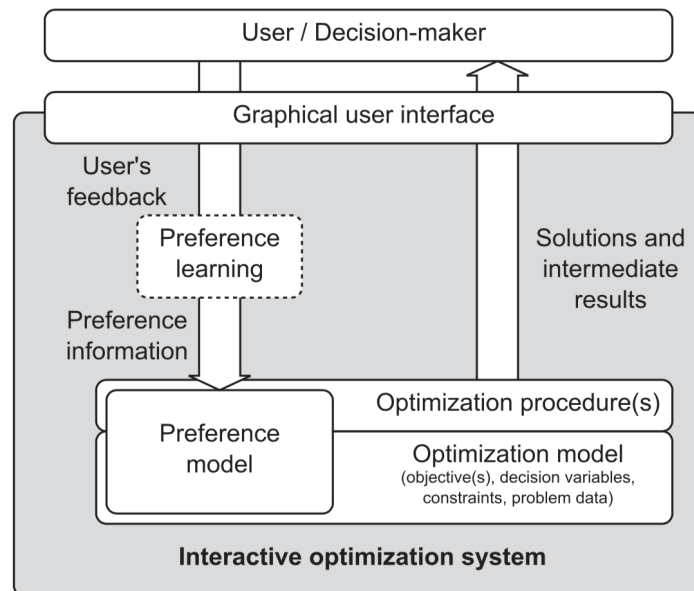 User / Decision-maker
Graphical user interface
User's
feedback
Preference
learning
Solutions and
intermediate
results
Preference
information
Optimization procedure(s)
Preference
model
Optimization model
(objective(s), decision variables,
constraints, problem data)
Interactive optimization system